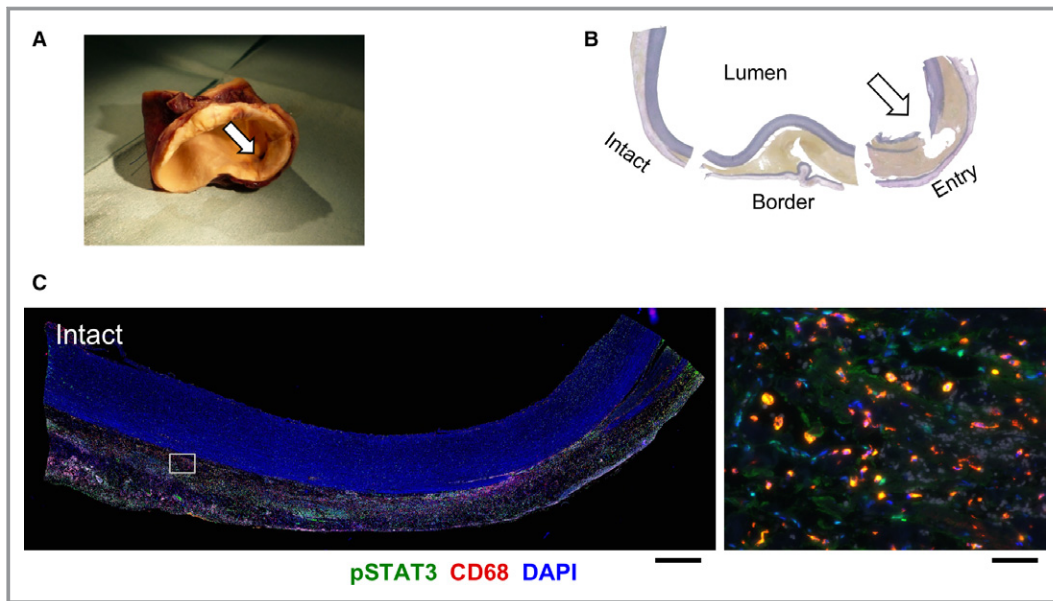 A
B
Lumen
Intact
Border
Entry
C
Intact
pSTAT3 CD68 DAPI